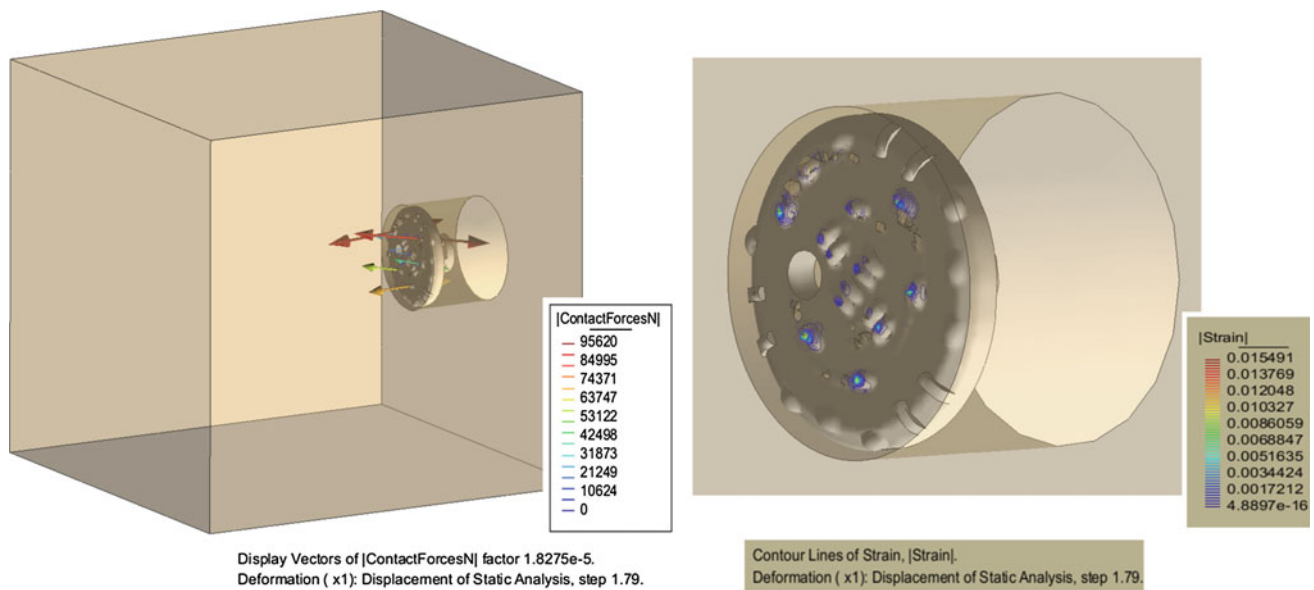 |ContactForcesN|
95620
84995
74371
63747
53122
42498
31873
21249
10624
0
Display Vectors of |ContactForcesN| factor 1.8275e-5.
Deformation ( x1): Displacement of Static Analysis, step 1.79.
|Strain|
0.015491
0.013769
0.012048
0.010327
0.0086059
0.0068847
0.0051635
0.0034424
0.0017212
4.8897e-16
Contour Lines of Strain, |Strain|.
Deformation ( x1): Displacement of Static Analysis, step 1.79.